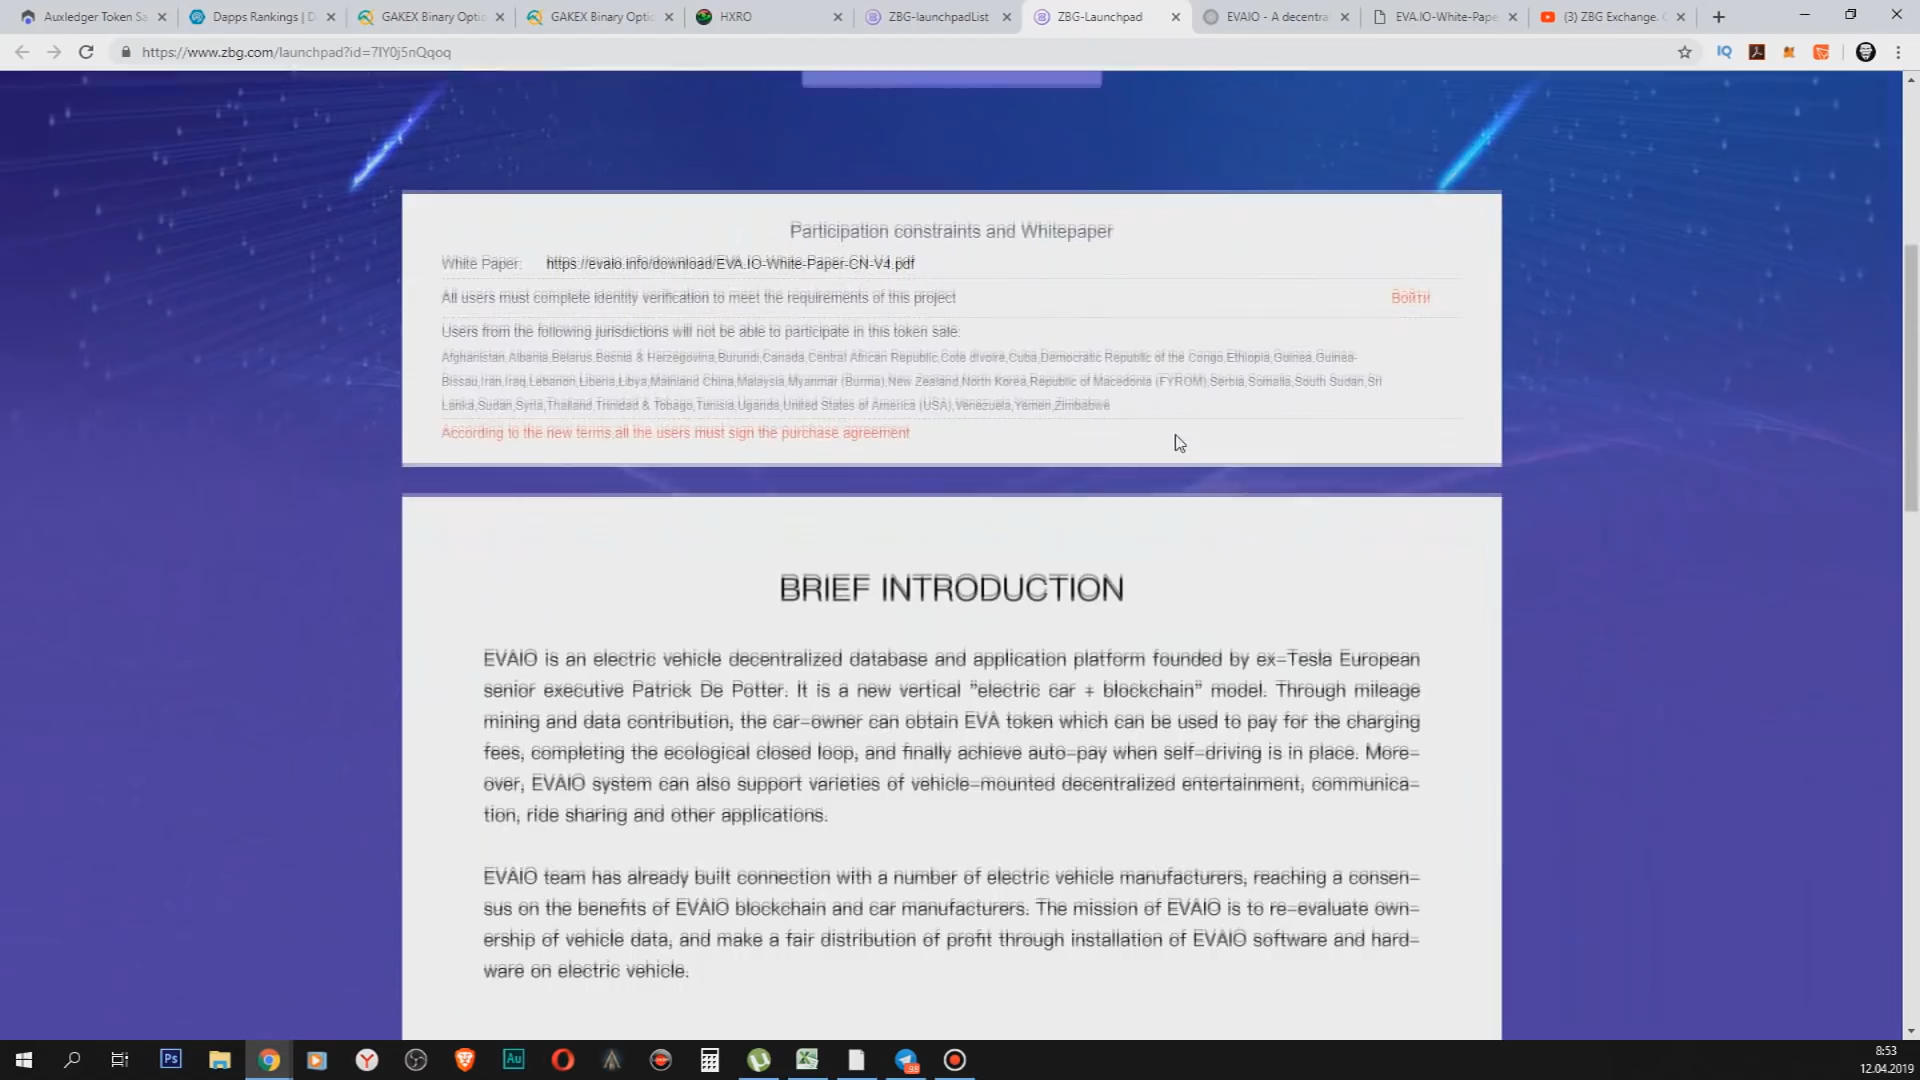 Auxledger Token Sa
Dapps Rankings | D
GAKEX Binary Optio
GAKEX Binary Optio
HXRO
ZBG-launchpadList
ZBG-Launchpad
EVAIO - A decentra
EVA.IO-White-Pape
(3) ZBG Exchange.
https://www.zbg.com/launchpad?id=7IY0j5nQqoq
Participation constraints and Whitepaper
White Paper: https://evaio.info/download/EVA.IO-White-Paper-CN-V4.pdf
All users must complete identity verification to meet the requirements of this project Войти
Users from the following jurisdictions will not be able to participate in this token sale:
Afghanistan,Albania,Belarus,Bosnia & Herzegovina,Burundi,Canada,Central African Republic,Cote dIvoire,Cuba,Democratic Republic of the Congo,Ethiopia,Guinea,Guinea-
Bissau,Iran,Iraq,Lebanon,Liberia,Libya,Mainland China,Malaysia,Myanmar (Burma),New Zealand,North Korea,Republic of Macedonia (FYROM),Serbia,Somalia,South Sudan,Sri
Lanka,Sudan,Syria,Thailand,Trinidad & Tobago,Tunisia,Uganda,United States of America (USA),Venezuela,Yemen,Zimbabwe
According to the new terms,all the users must sign the purchase agreement
BRIEF INTRODUCTION
EVAIO is an electric vehicle decentralized database and application platform founded by ex-Tesla European
senior executive Patrick De Potter. It is a new vertical "electric car + blockchain" model. Through mileage
mining and data contribution, the car-owner can obtain EVA token which can be used to pay for the charging
fees, completing the ecological closed loop, and finally achieve auto-pay when self-driving is in place. More-
over, EVAIO system can also support varieties of vehicle-mounted decentralized entertainment, communica-
tion, ride sharing and other applications.
EVAIO team has already built connection with a number of electric vehicle manufacturers, reaching a consen-
sus on the benefits of EVAIO blockchain and car manufacturers. The mission of EVAIO is to re-evaluate own-
ership of vehicle data, and make a fair distribution of profit through installation of EVAIO software and hard-
ware on electric vehicle.
8:53
12.04.2019